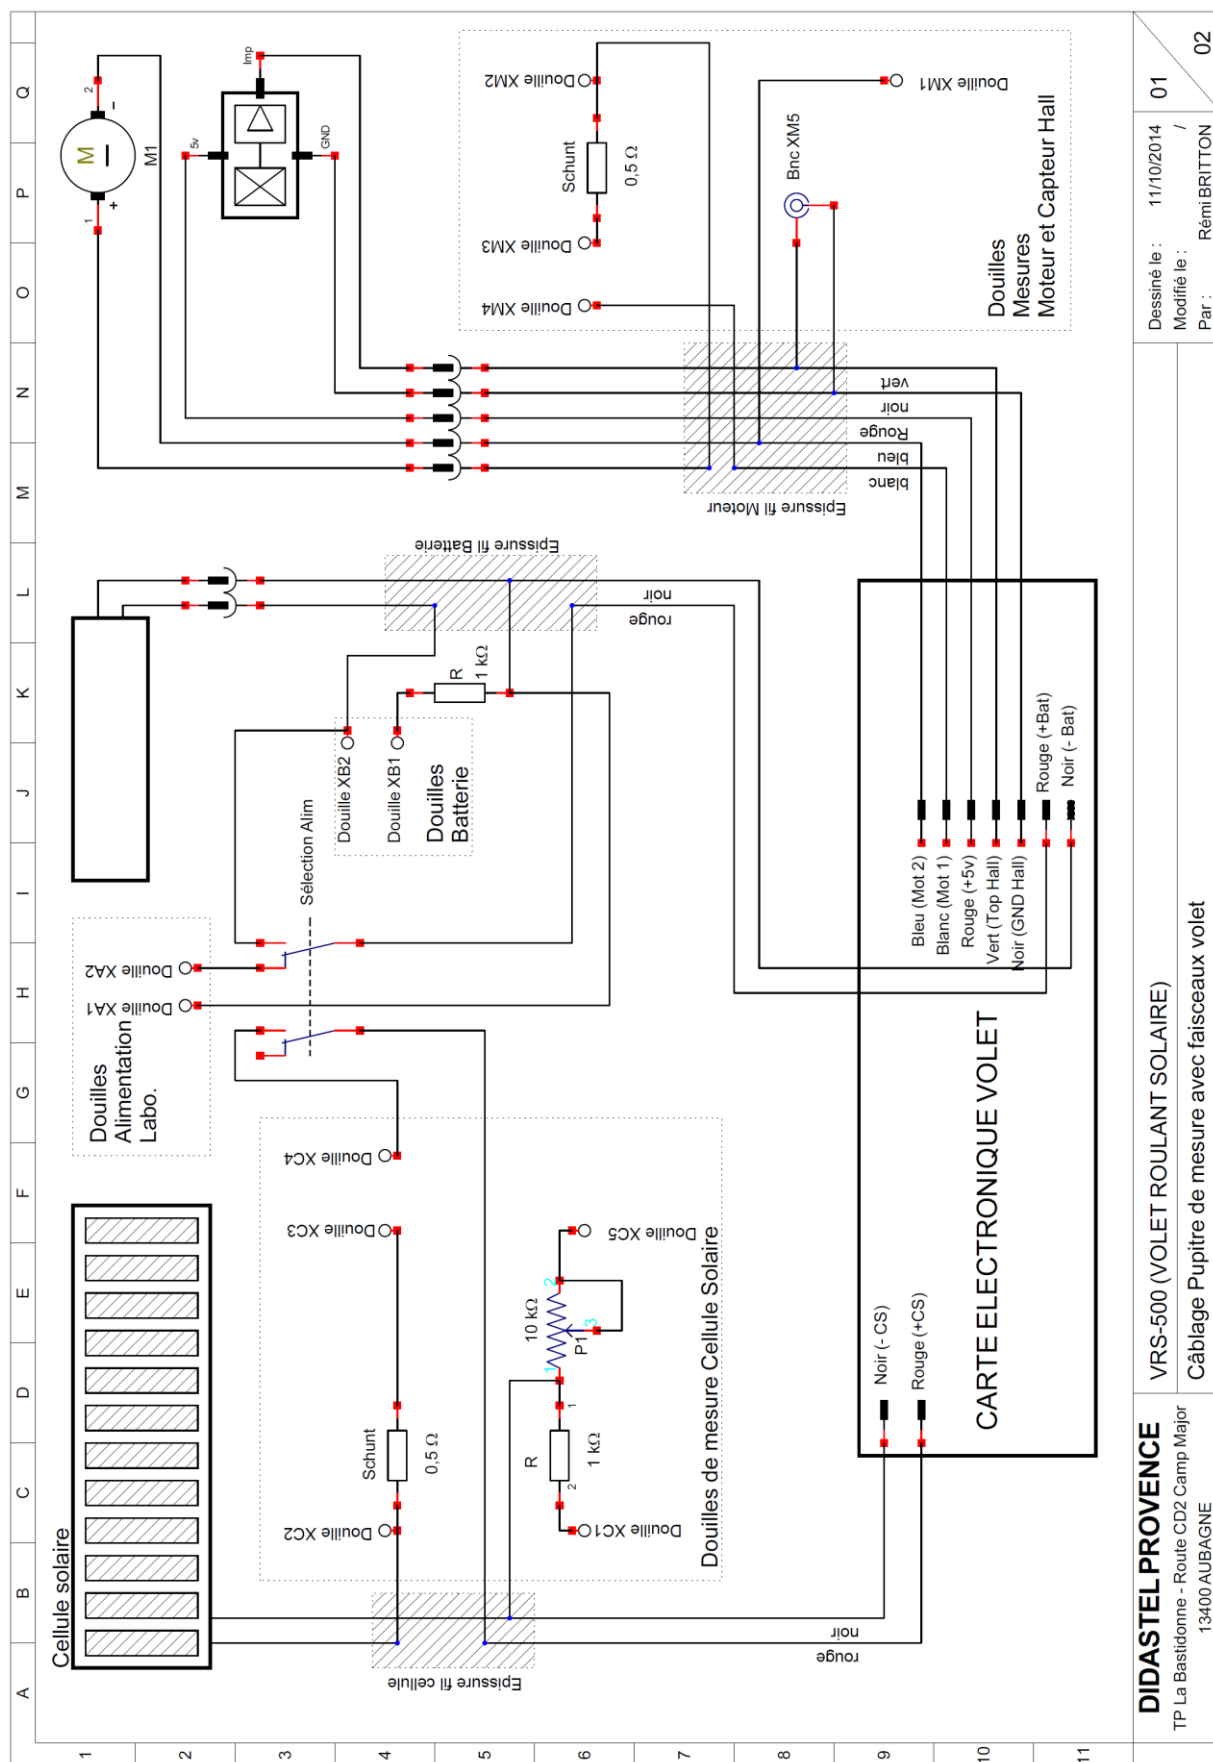 A
B
C
D
E
F
G
H
I
J
K
L
M
N
O
P
Q
1
2
3
4
5
6
7
8
9
10
11
Cellule solaire
Epissure fil cellule
noir
rouge
Douille XC2
Schunt
0,5 Ω
Douille XC3
Douille XC4
Douille XC1
R
1 kΩ
2
1
1
10 kΩ
2
3
P1
Douille XC5
Douilles de mesure Cellule Solaire
Douilles
Alimentation
Labo.
Douille XA2
Douille XA1
Sélection Alim
Douille XB2
Douille XB1
Douilles
Batterie
R
1 kΩ
Epissure fil Batterie
noir
rouge
M
M1
1
+
2
-
5v
Imp
GND
Epissure fil Moteur
vert
noir
Rouge
bleu
blanc
Douille XM2
Schunt
0,5 Ω
Douille XM3
Douille XM4
Bnc XM5
Douille XM1
Douilles
Mesures
Moteur et Capteur Hall
Noir (- CS)
Rouge (+CS)
CARTE ELECTRONIQUE VOLET
Bleu (Mot 2)
Blanc (Mot 1)
Rouge (+5v)
Vert (Top Hall)
Noir (GND Hall)
Rouge (+Bat)
Noir (- Bat)
DIDASTEL PROVENCE
TP La Bastidonne - Route CD2 Camp Major
13400 AUBAGNE
VRS-500 (VOLET ROULANT SOLAIRE)
Câblage Pupitre de mesure avec faisceaux volet
Dessiné le : 11/10/2014
Modifié le : /
Par : Rémi BRITTON
01
02